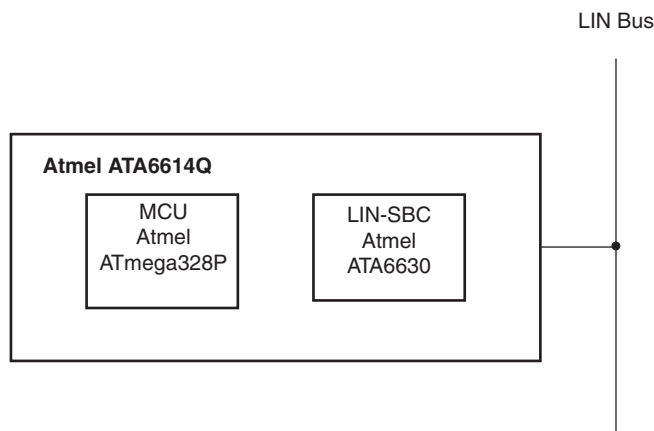 LIN Bus
Atmel ATA6614Q
MCU
Atmel
ATmega328P
LIN-SBC
Atmel
ATA6630